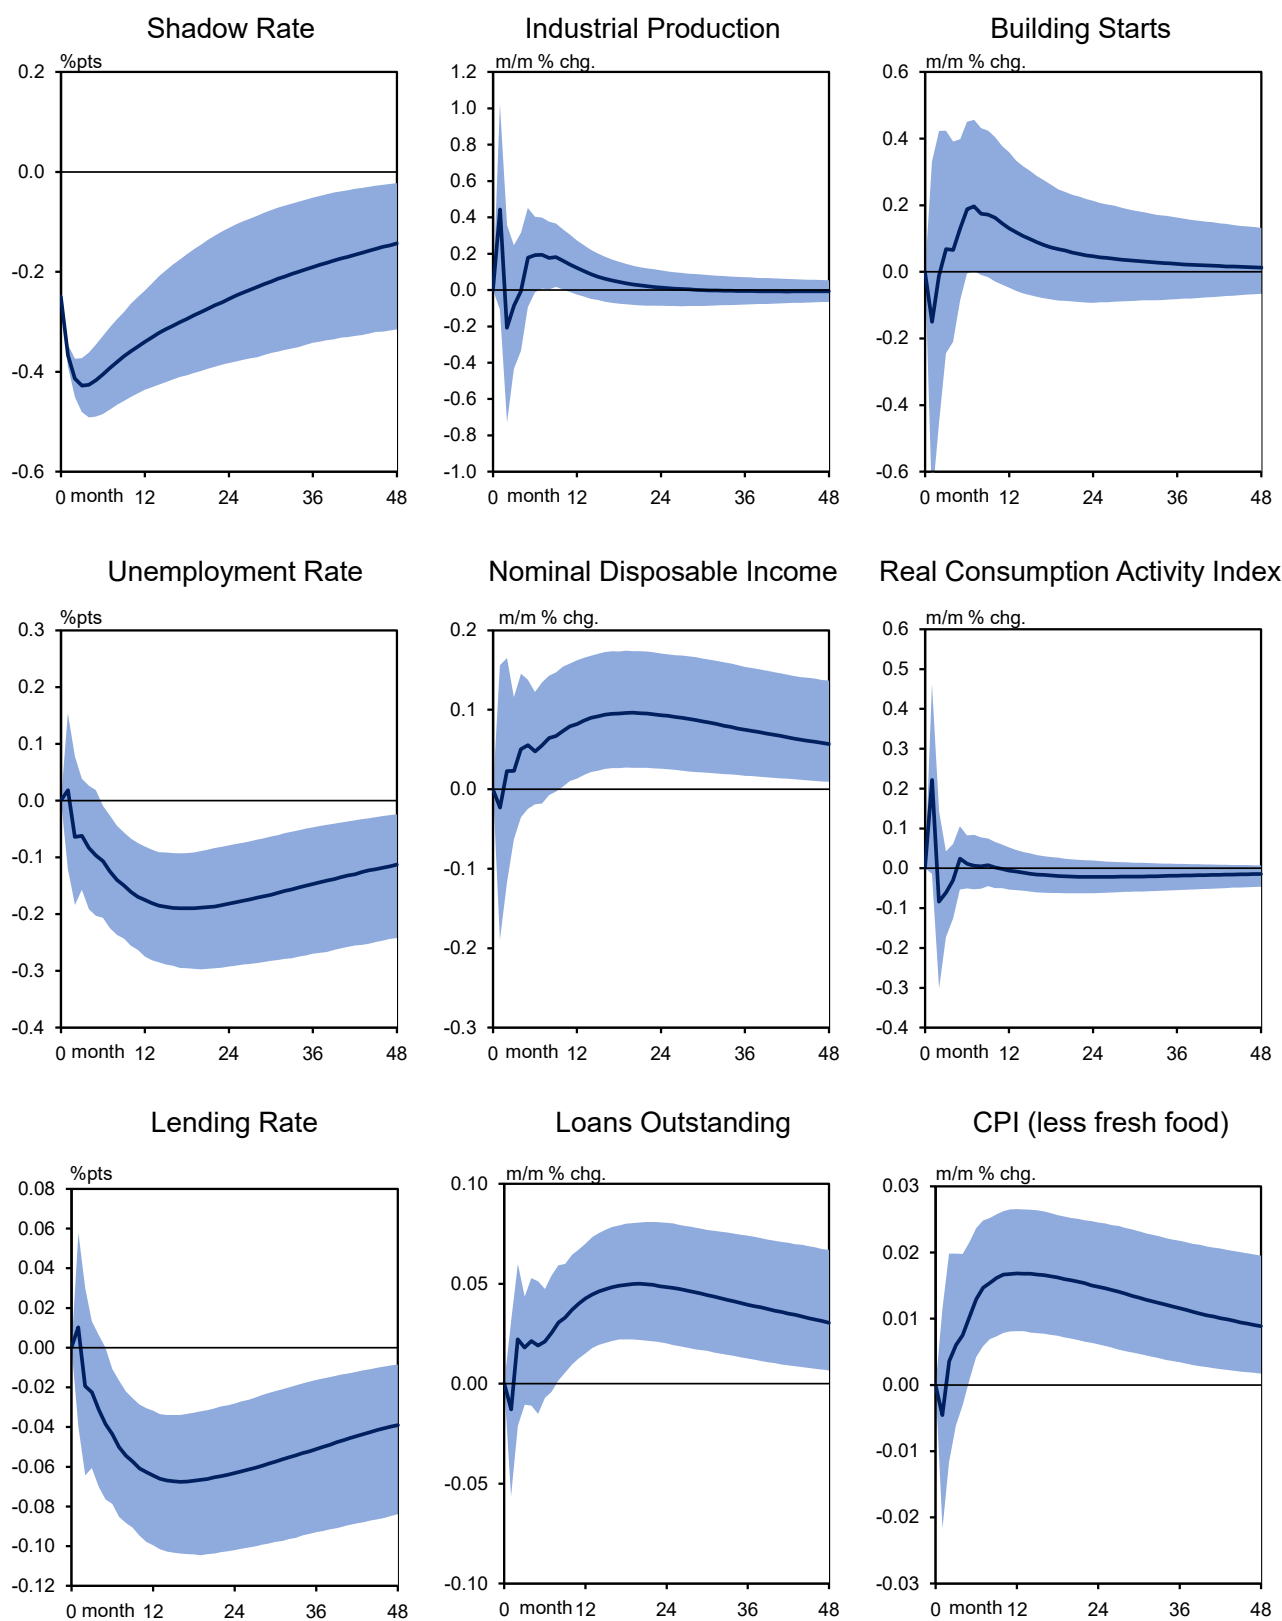 Shadow Rate
%pts
0.2
0.0
-0.2
-0.4
-0.6
0 month 12 24 36 48
Industrial Production
m/m % chg.
1.2
1.0
0.8
0.6
0.4
0.2
0.0
-0.2
-0.4
-0.6
-0.8
-1.0
0 month 12 24 36 48
Building Starts
m/m % chg.
0.6
0.4
0.2
0.0
-0.2
-0.4
-0.6
0 month 12 24 36 48
Unemployment Rate
%pts
0.3
0.2
0.1
0.0
-0.1
-0.2
-0.3
-0.4
0 month 12 24 36 48
Nominal Disposable Income
m/m % chg.
0.2
0.1
0.0
-0.1
-0.2
-0.3
0 month 12 24 36 48
Real Consumption Activity Index
m/m % chg.
0.6
0.5
0.4
0.3
0.2
0.1
0.0
-0.1
-0.2
-0.3
-0.4
0 month 12 24 36 48
Lending Rate
%pts
0.08
0.06
0.04
0.02
0.00
-0.02
-0.04
-0.06
-0.08
-0.10
-0.12
0 month 12 24 36 48
Loans Outstanding
m/m % chg.
0.10
0.05
0.00
-0.05
-0.10
0 month 12 24 36 48
CPI (less fresh food)
m/m % chg.
0.03
0.02
0.01
0.00
-0.01
-0.02
-0.03
0 month 12 24 36 48